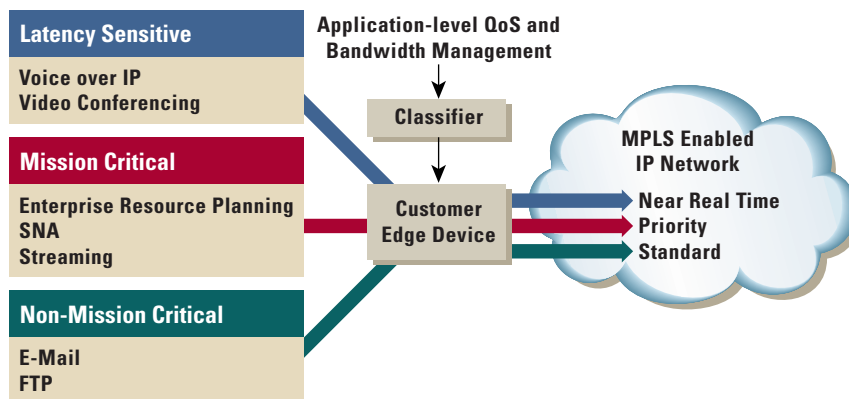 Latency Sensitive
Voice over IP
Video Conferencing
Mission Critical
Enterprise Resource Planning
SNA
Streaming
Non-Mission Critical
E-Mail
FTP
Application-level QoS and
Bandwidth Management
Classifier
Customer
Edge Device
MPLS Enabled
IP Network
Near Real Time
Priority
Standard